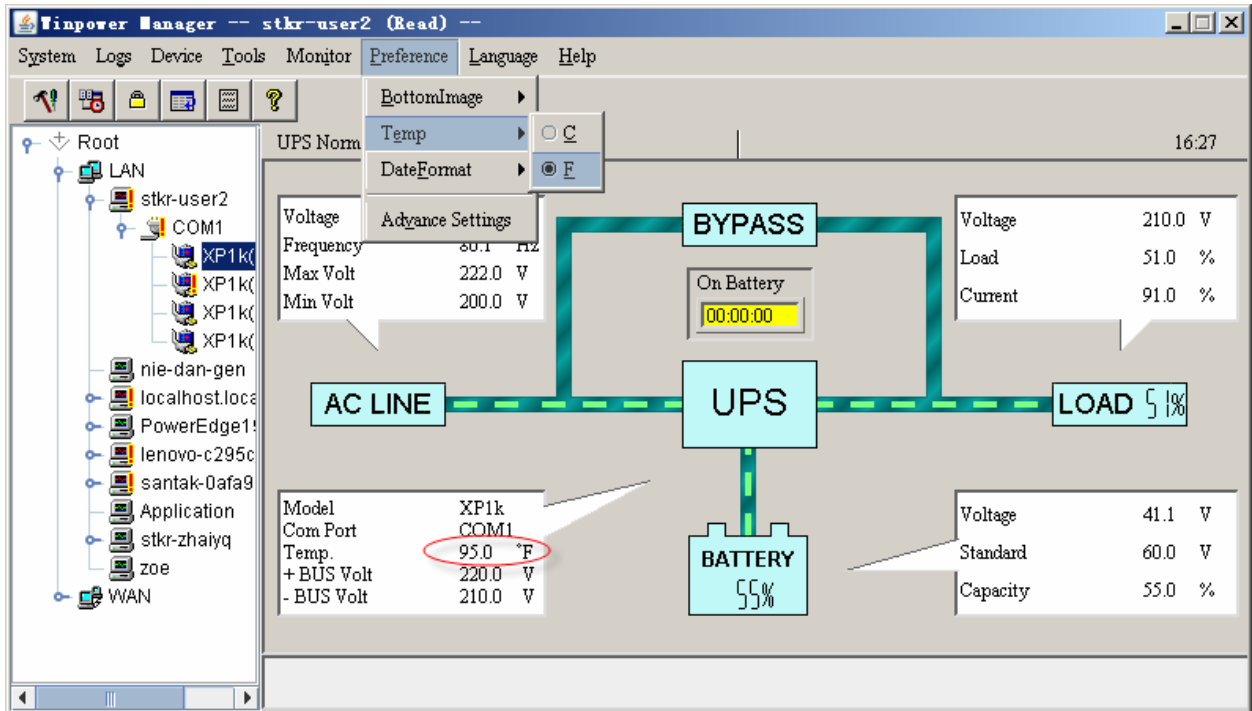 Winpower Manager -- stkr-user2 (Read) --
System Logs Device Tools Monitor Preference Language Help
BottomImage
Temp
C
F
DateFormat
Advance Settings
Root
LAN
stkr-user2
COM1
XP1k(
XP1k(
XP1k(
XP1k(
nie-dan-gen
localhost.loca
PowerEdge19
lenovo-c295c
santak-0afa9
Application
stkr-zhaiyq
zoe
WAN
UPS Norm
16:27
Voltage
Frequency 60.1 Hz
Max Volt 222.0 V
Min Volt 200.0 V
BYPASS
On Battery
00:00:00
Voltage 210.0 V
Load 51.0 %
Current 91.0 %
AC LINE
UPS
LOAD 51%
Model XP1k
Com Port COM1
Temp. 95.0 °F
+ BUS Volt 220.0 V
- BUS Volt 210.0 V
BATTERY
55%
Voltage 41.1 V
Standard 60.0 V
Capacity 55.0 %